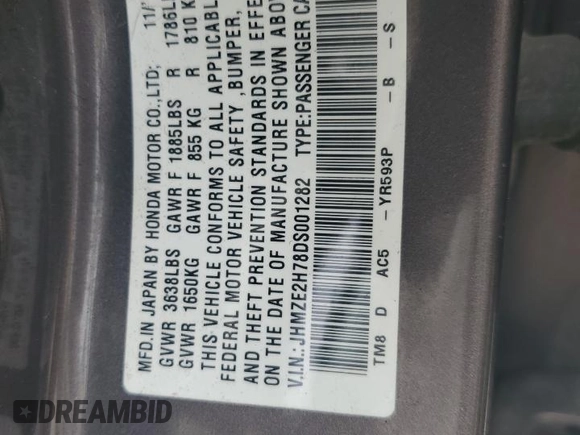 MFD.IN JAPAN BY HONDA MOTOR CO.,LTD; 11/
GVWR 3638LBS GAWR F 1885LBS R 1786L
GVWR 1650KG GAWR F 855 KG R 810 K
THIS VEHICLE CONFORMS TO ALL APPLICABL
FEDERAL MOTOR VEHICLE SAFETY ,BUMPER,
AND THEFT PREVENTION STANDARDS IN EFFE
ON THE DATE OF MANUFACTURE SHOWN ABOV
V.I.N.:JHMZE2H78DS001282 TYPE:PASSENGER CA
TM8 D AC5 -YR593P -B -S
DREAMBID